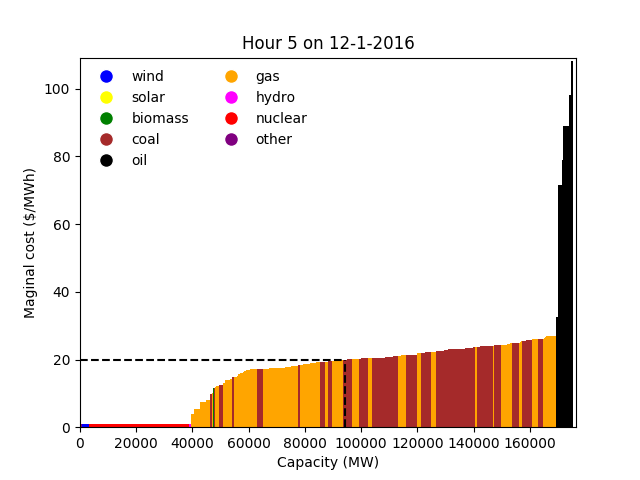 Hour 5 on 12-1-2016
wind
solar
biomass
coal
oil
gas
hydro
nuclear
other
Maginal cost ($/MWh)
100
80
60
40
20
0
0 20000 40000 60000 80000 100000 120000 140000 160000
Capacity (MW)